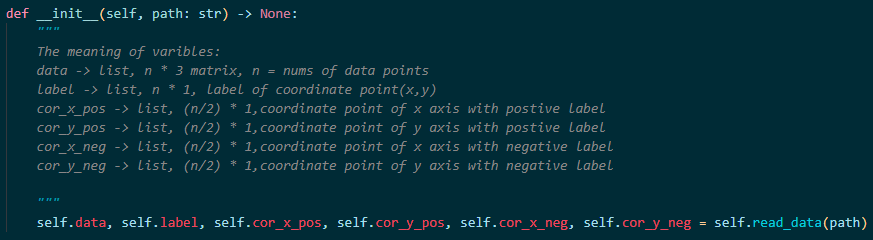 def __init__(self, path: str) -> None:
"""
The meaning of varibles:
data -> list, n * 3 matrix, n = nums of data points
label -> list, n * 1, label of coordinate point(x,y)
cor_x_pos -> list, (n/2) * 1,coordinate point of x axis with postive label
cor_y_pos -> list, (n/2) * 1,coordinate point of y axis with postive label
cor_x_neg -> list, (n/2) * 1,coordinate point of x axis with negative label
cor_y_neg -> list, (n/2) * 1,coordinate point of y axis with negative label
"""
self.data, self.label, self.cor_x_pos, self.cor_y_pos, self.cor_x_neg, self.cor_y_neg = self.read_data(path)